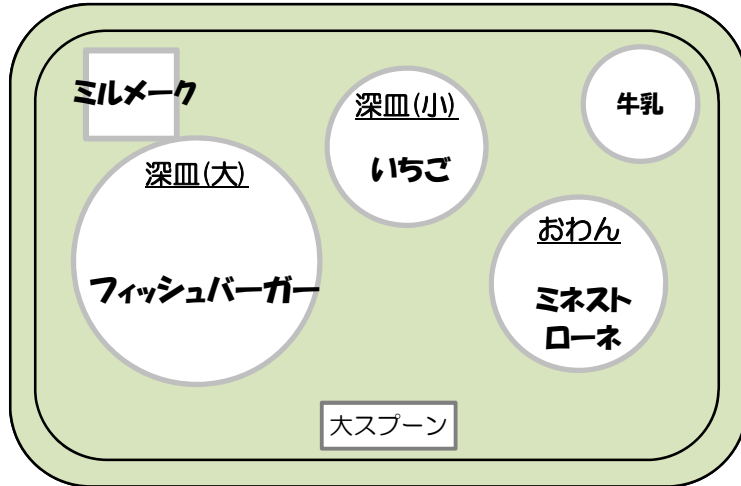 ミルメーク
深皿(小)
いちご
牛乳
深皿(大)
フィッシュバーガー
おわん
ミネスト
ローネ
大スプーン